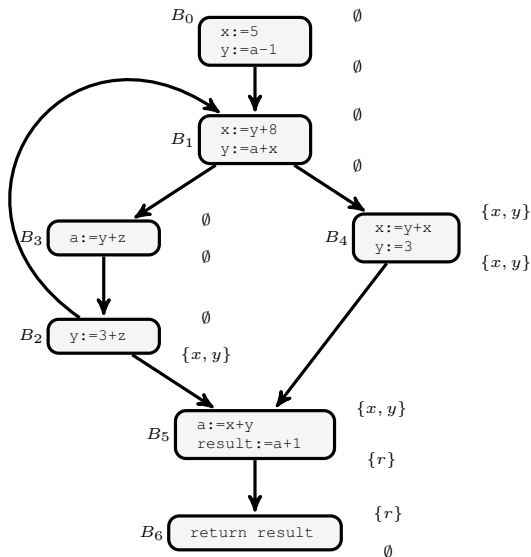 B₀
x:=5
y:=a−1
∅
∅
B₁
x:=y+8
y:=a+x
∅
∅
B₃
a:=y+z
∅
∅
B₄
x:=y+x
y:=3
{x, y}
{x, y}
B₂
y:=3+z
∅
{x, y}
B₅
a:=x+y
result:=a+1
{x, y}
{r}
B₆
return result
{r}
∅